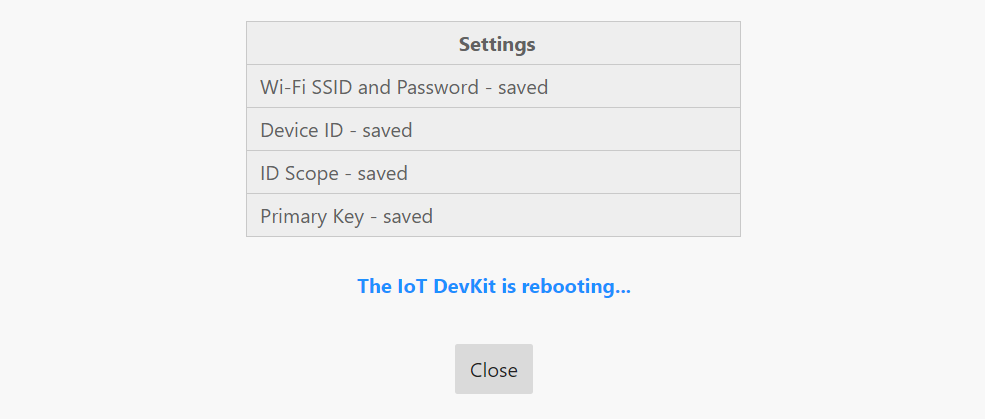 Settings
Wi-Fi SSID and Password - saved
Device ID - saved
ID Scope - saved
Primary Key - saved
The IoT DevKit is rebooting...
Close